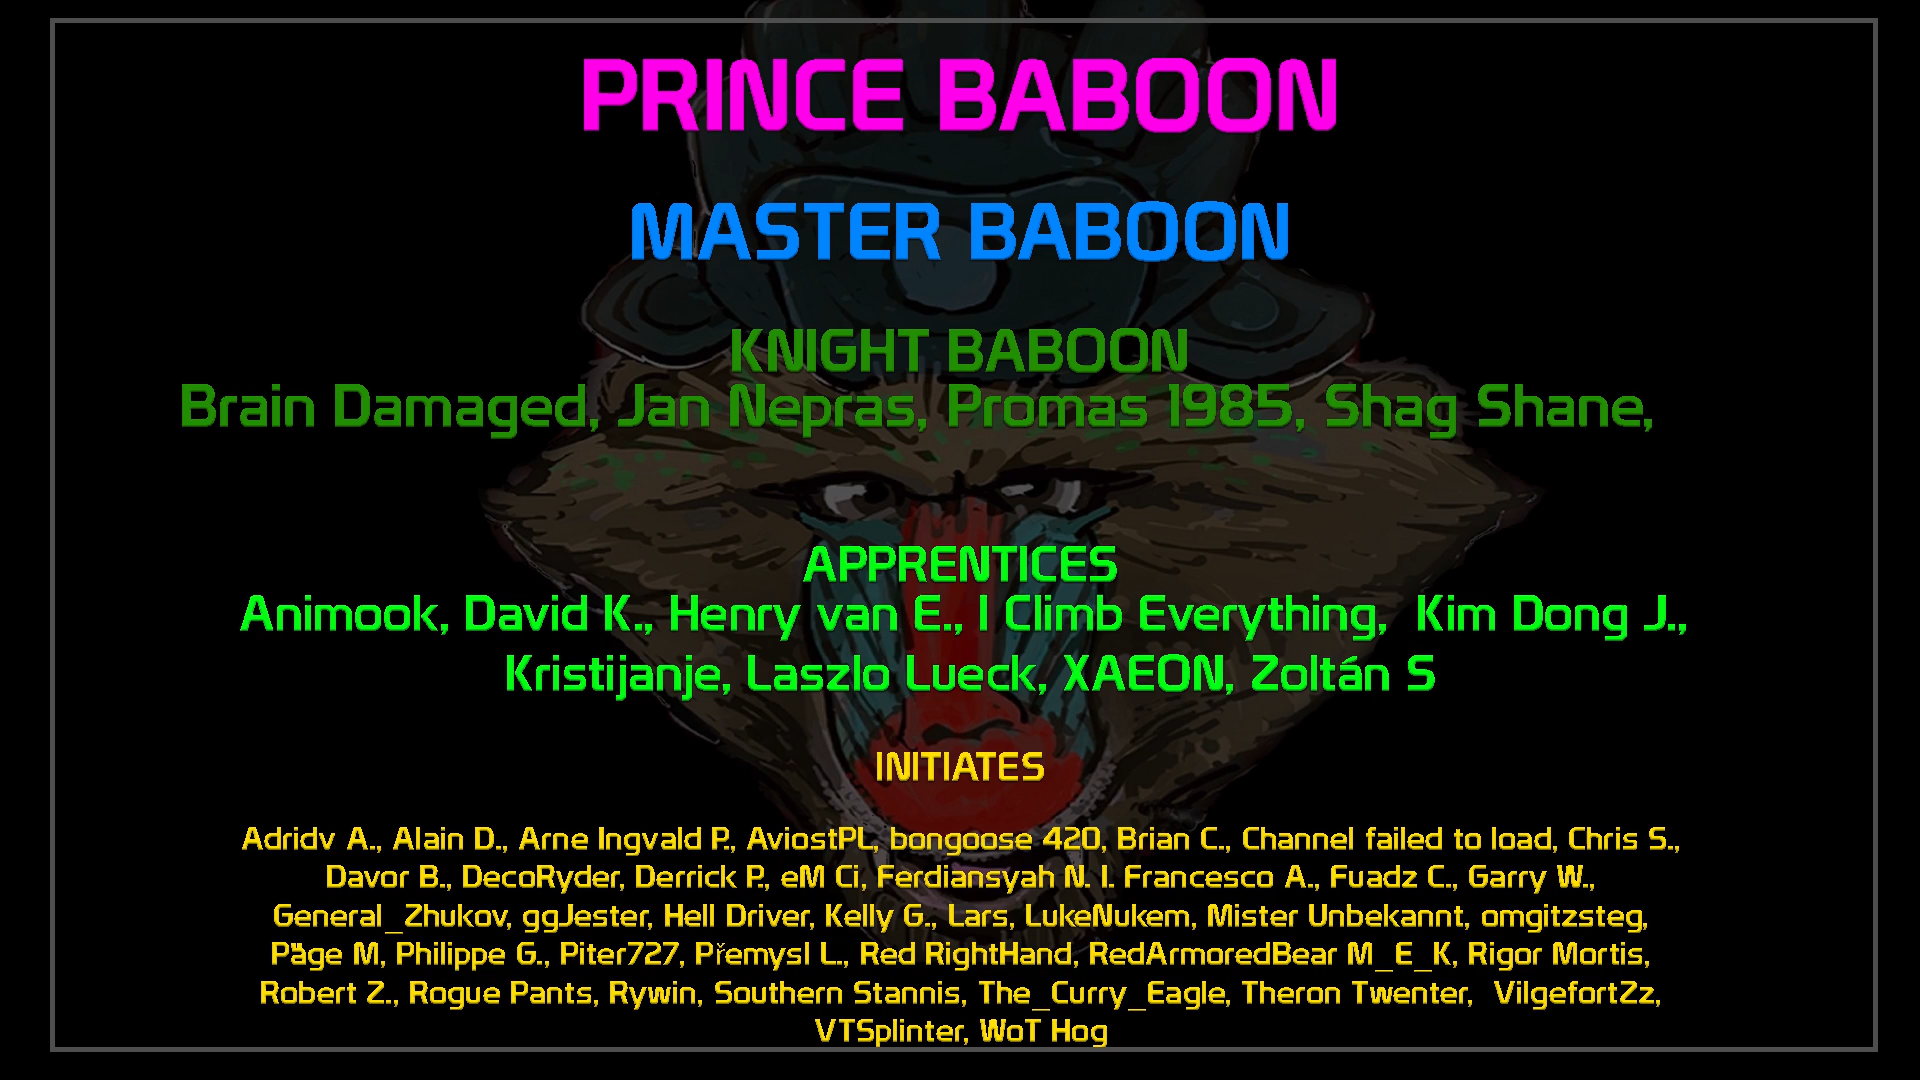 PRINCE BABOON
MASTER BABOON
KNIGHT BABOON
Brain Damaged, Jan Nepras, Promas 1985, Shag Shane,
APPRENTICES
Animook, David K., Henry van E., I Climb Everything, Kim Dong J.,
Kristijanje, Laszlo Lueck, XAEON, Zoltán S
INITIATES
Adridv A., Alain D., Arne Ingvald P., AviostPL, bongoose 420, Brian C., Channel failed to load, Chris S.,
Davor B., DecoRyder, Derrick P., eM Ci, Ferdiansyah N. I. Francesco A., Fuadz C., Garry W.,
General_Zhukov, ggJester, Hell Driver, Kelly G., Lars, LukeNukem, Mister Unbekannt, omgitzsteg,
M, Philippe G., Piter727, Přemysl L., Red RightHand, RedArmoredBear M_E_K, Rigor Mortis,
Robert Z., Rogue Pants, Rywin, Southern Stannis, The_Curry_Eagle, Theron Twenter, VilgefortZz,
VTSplinter, WoT Hog